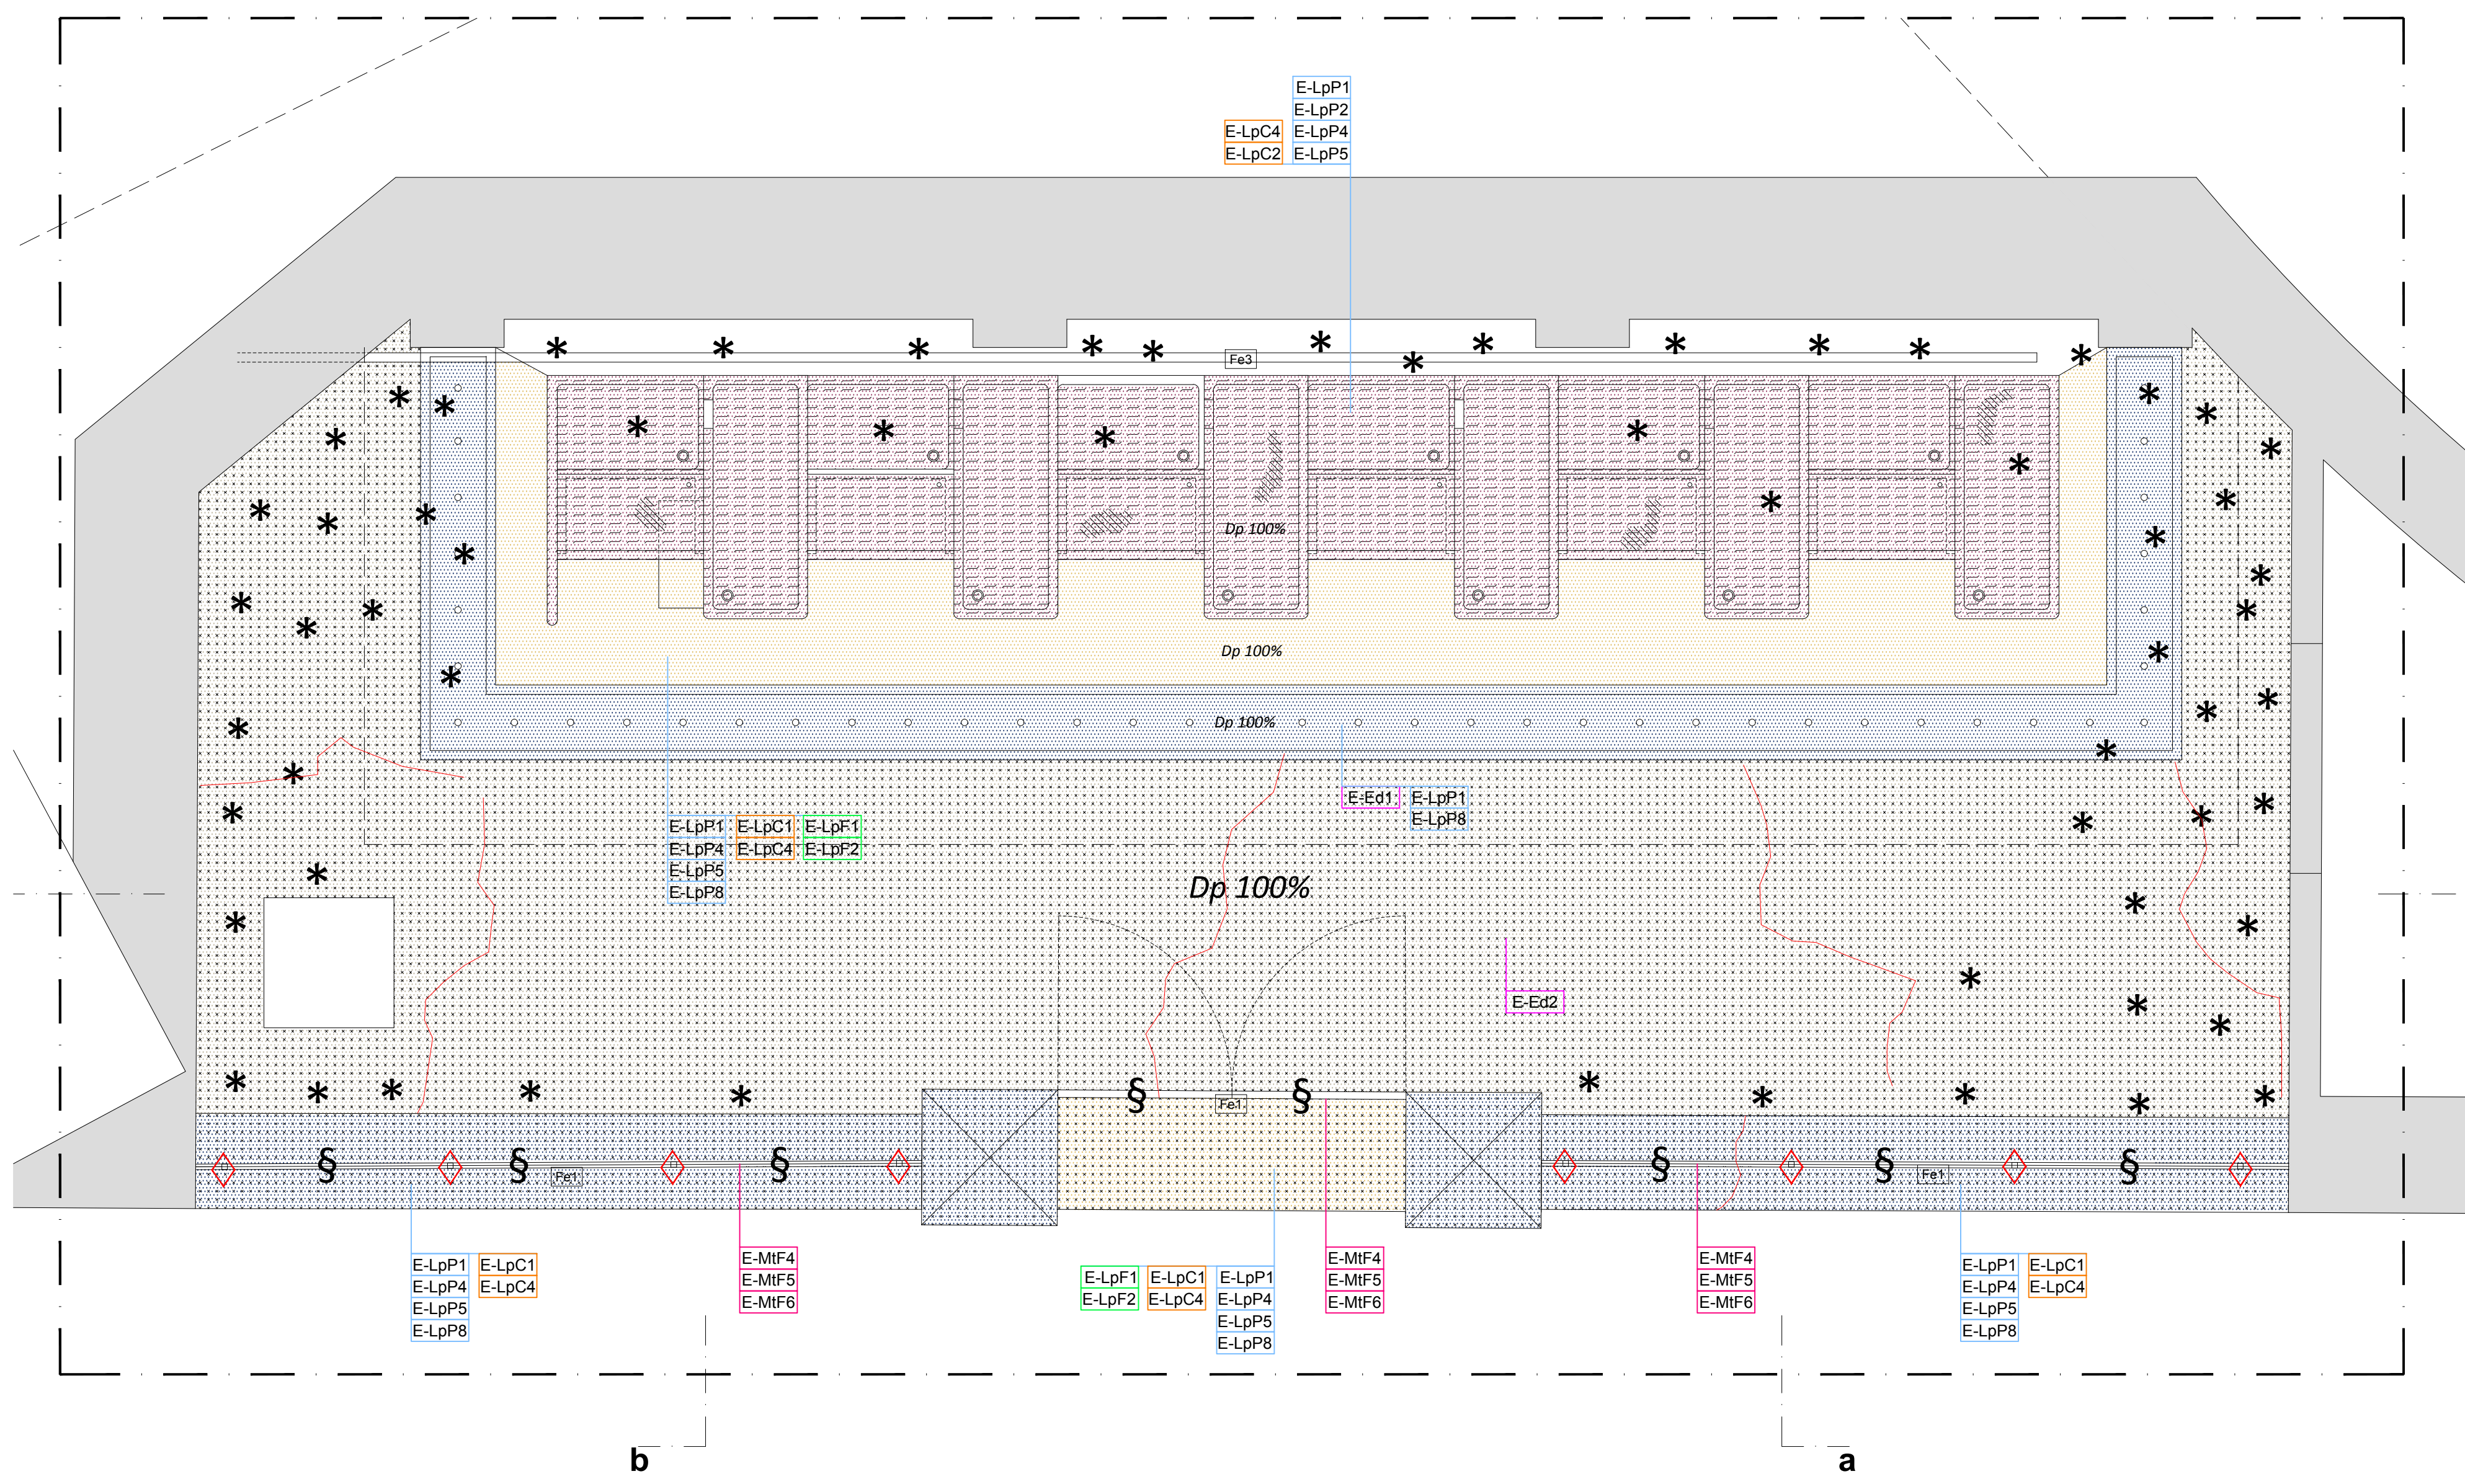 E-LpP1
E-LpP2
E-LpC4 E-LpP4
E-LpC2 E-LpP5
Fe3
Dp 100%
Dp 100%
Dp 100%
E-Ed1 E-LpP1
E-LpP8
E-LpP1 E-LpC1 E-LpF1
E-LpP4 E-LpC4 E-LpF2
E-LpP5
E-LpP8
Dp 100%
E-Ed2
§ §
Fe1
§ § § § § §
Fe1 Fe1
E-LpP1 E-LpC1
E-LpP4 E-LpC4
E-LpP5
E-LpP8
E-MtF4
E-MtF5
E-MtF6
E-LpF1 E-LpC1 E-LpP1
E-LpF2 E-LpC4 E-LpP4
E-LpP5
E-LpP8
E-MtF4
E-MtF5
E-MtF6
E-MtF4
E-MtF5
E-MtF6
E-LpP1 E-LpC1
E-LpP4 E-LpC4
E-LpP5
E-LpP8
b a